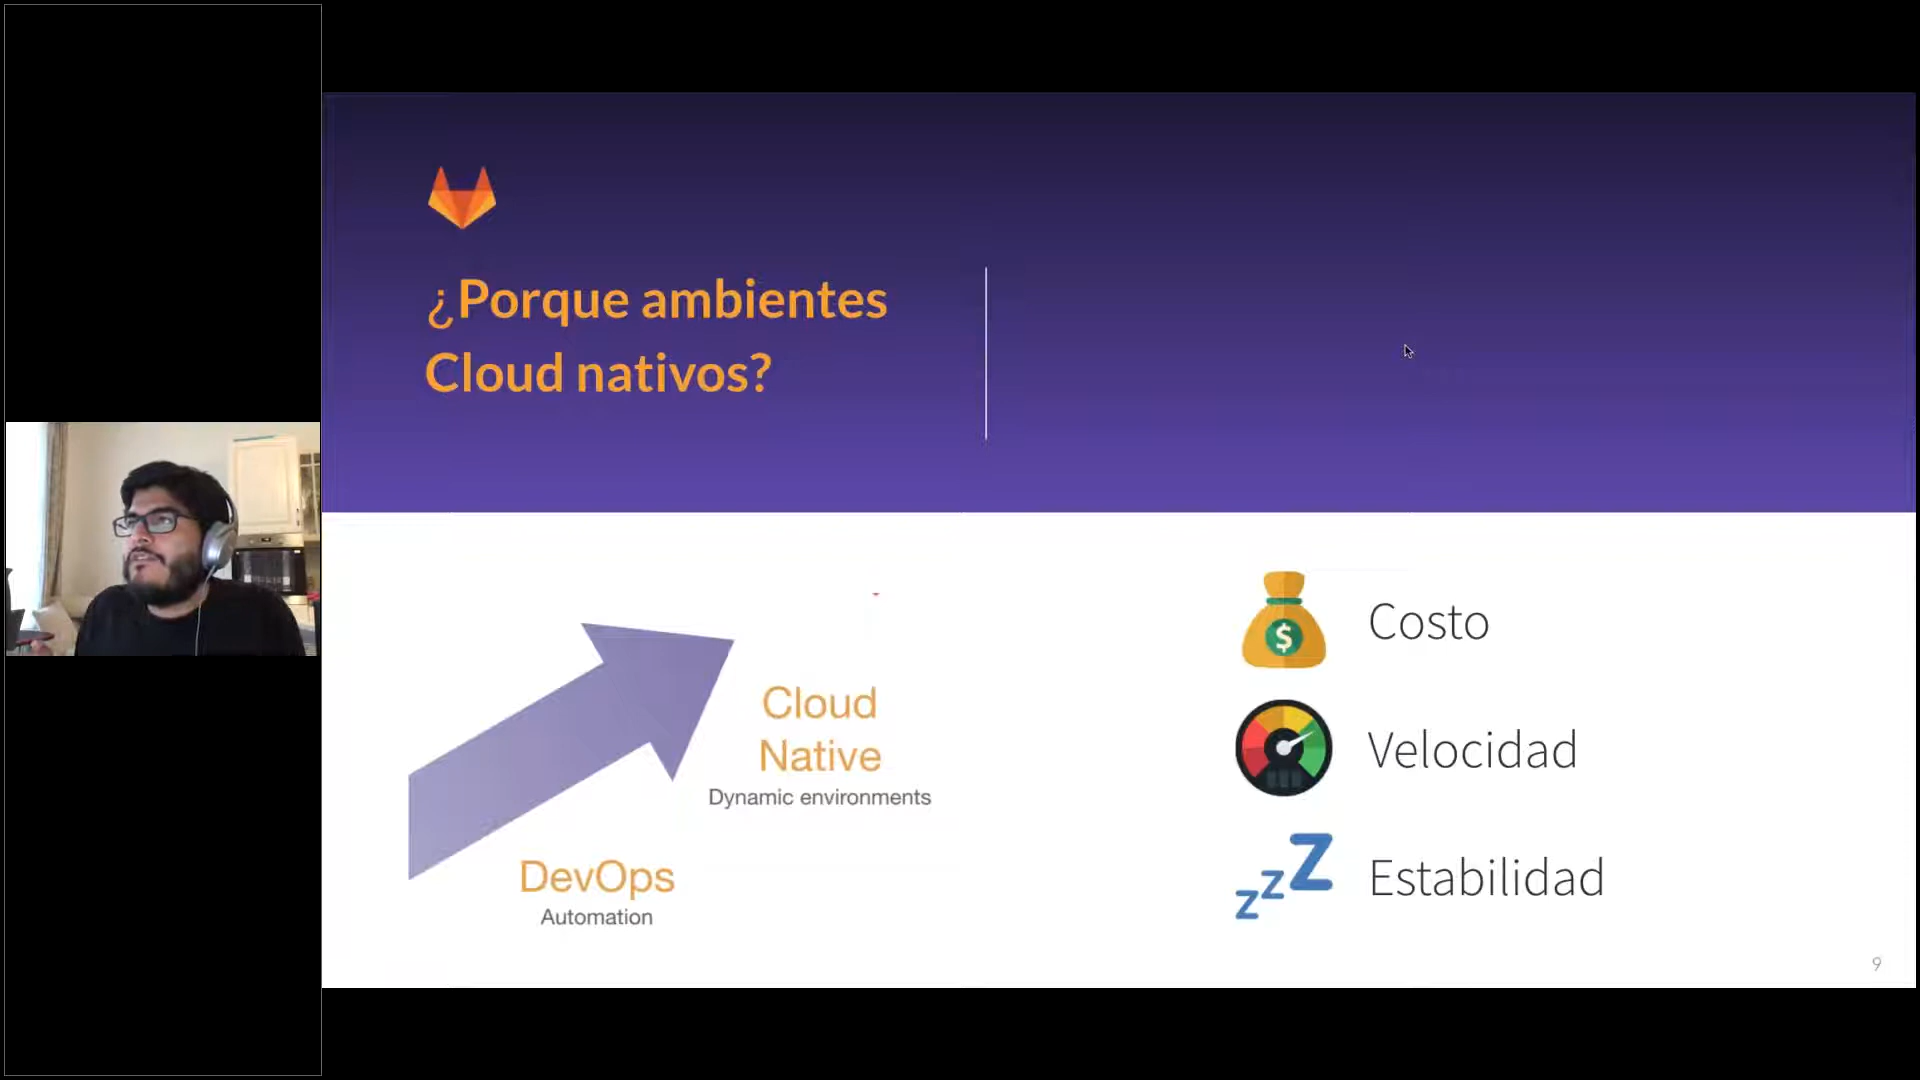 ¿Porque ambientes
Cloud nativos?
Cloud
Native
Dynamic environments
DevOps
Automation
$
Costo
Velocidad
z z Z
Estabilidad
9